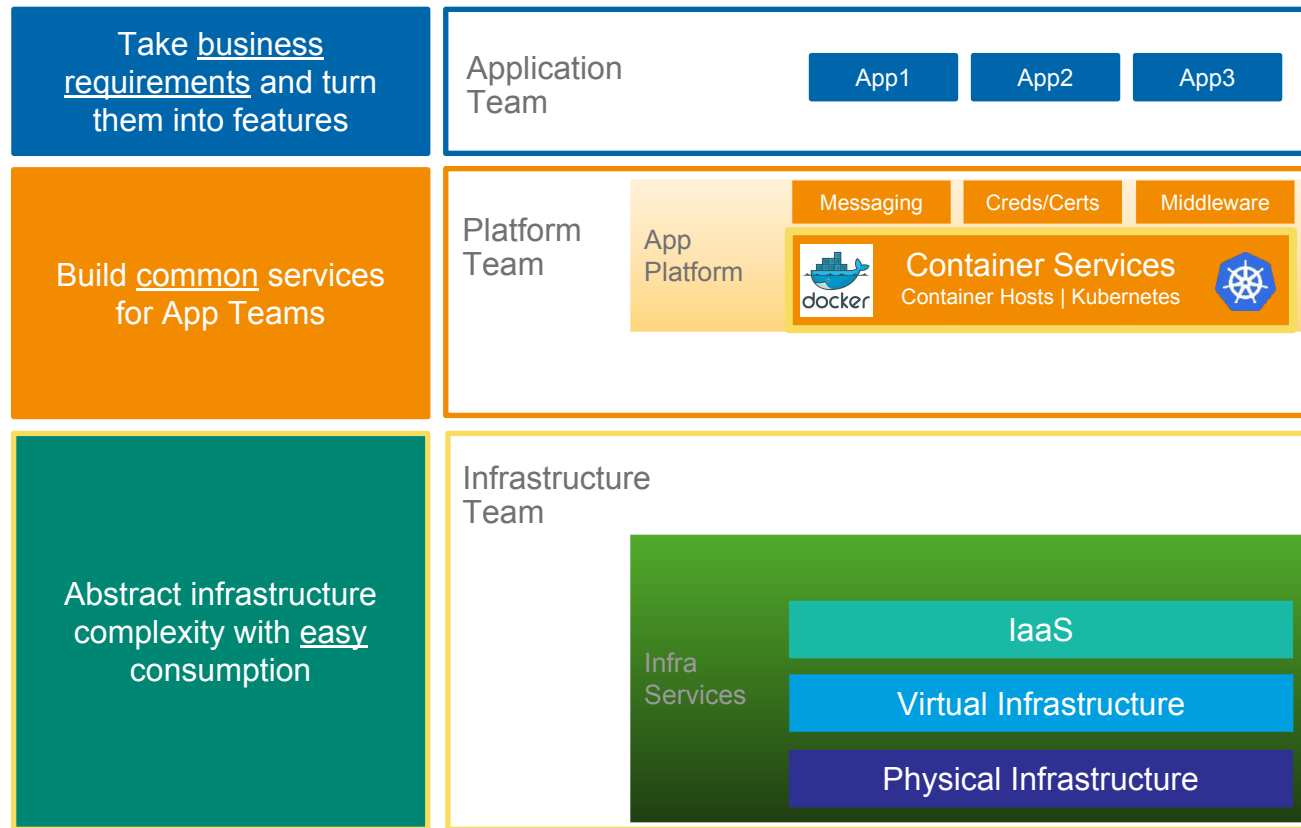 Take business
requirements and turn
them into features
Application
Team
App1
App2
App3
Build common services
for App Teams
Platform
Team
App
Platform
Messaging
Creds/Certs
Middleware
docker
Container Services
Container Hosts | Kubernetes
Abstract infrastructure
complexity with easy
consumption
Infrastructure
Team
Infra
Services
IaaS
Virtual Infrastructure
Physical Infrastructure